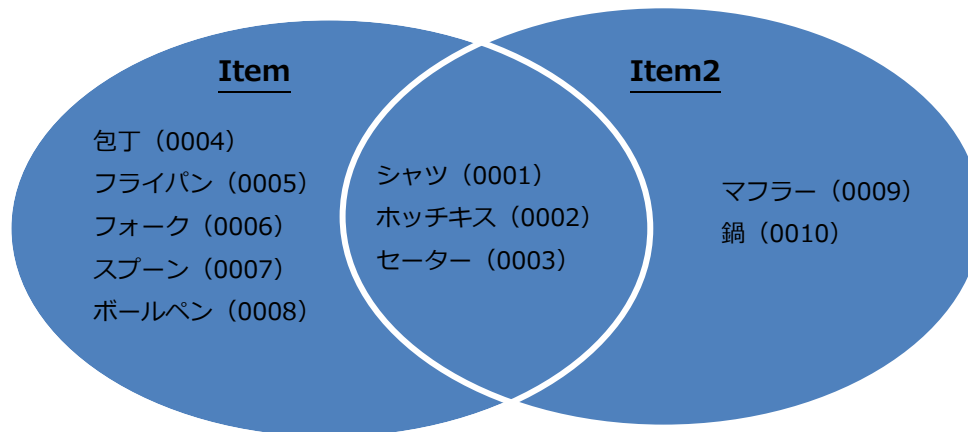 Item
包丁（0004）
フライパン（0005）
フォーク（0006）
スプーン（0007）
ボールペン（0008）
シャツ（0001）
ホッチキス（0002）
セーター（0003）
Item2
マフラー（0009）
鍋（0010）